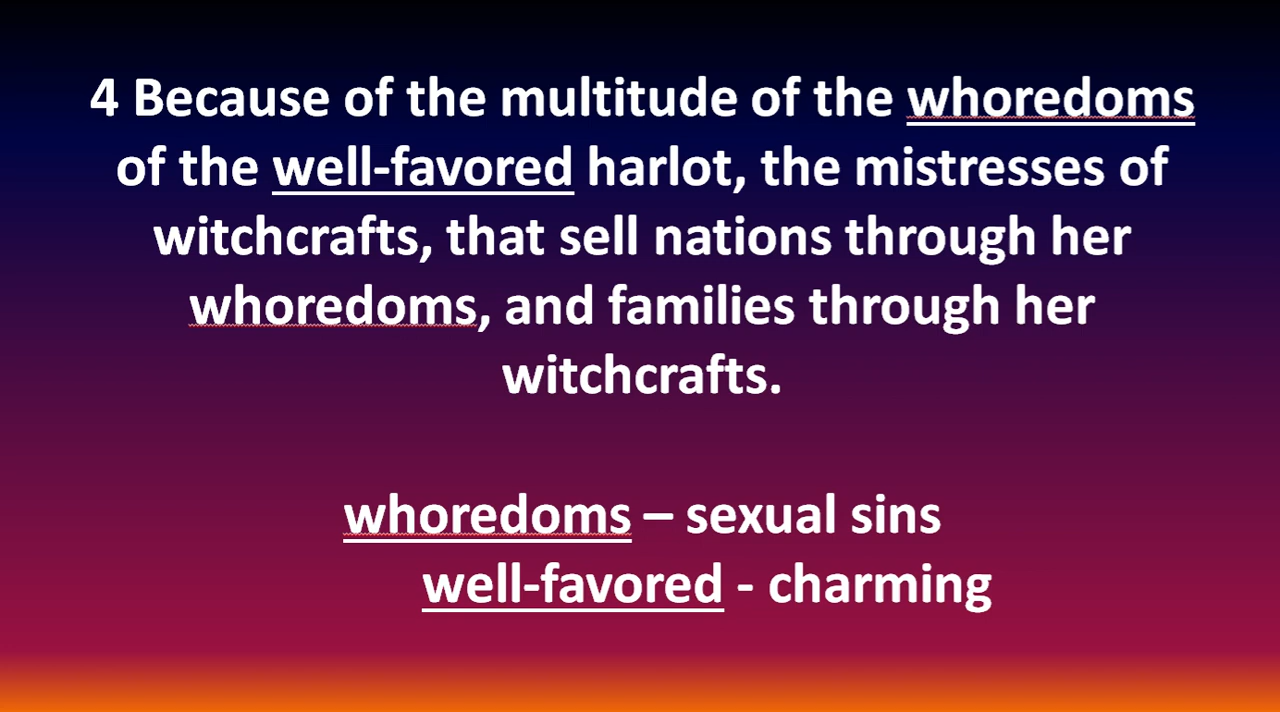 4 Because of the multitude of the whoredoms
of the well-favored harlot, the mistresses of
witchcrafts, that sell nations through her
whoredoms, and families through her
witchcrafts.
whoredoms – sexual sins
well-favored - charming